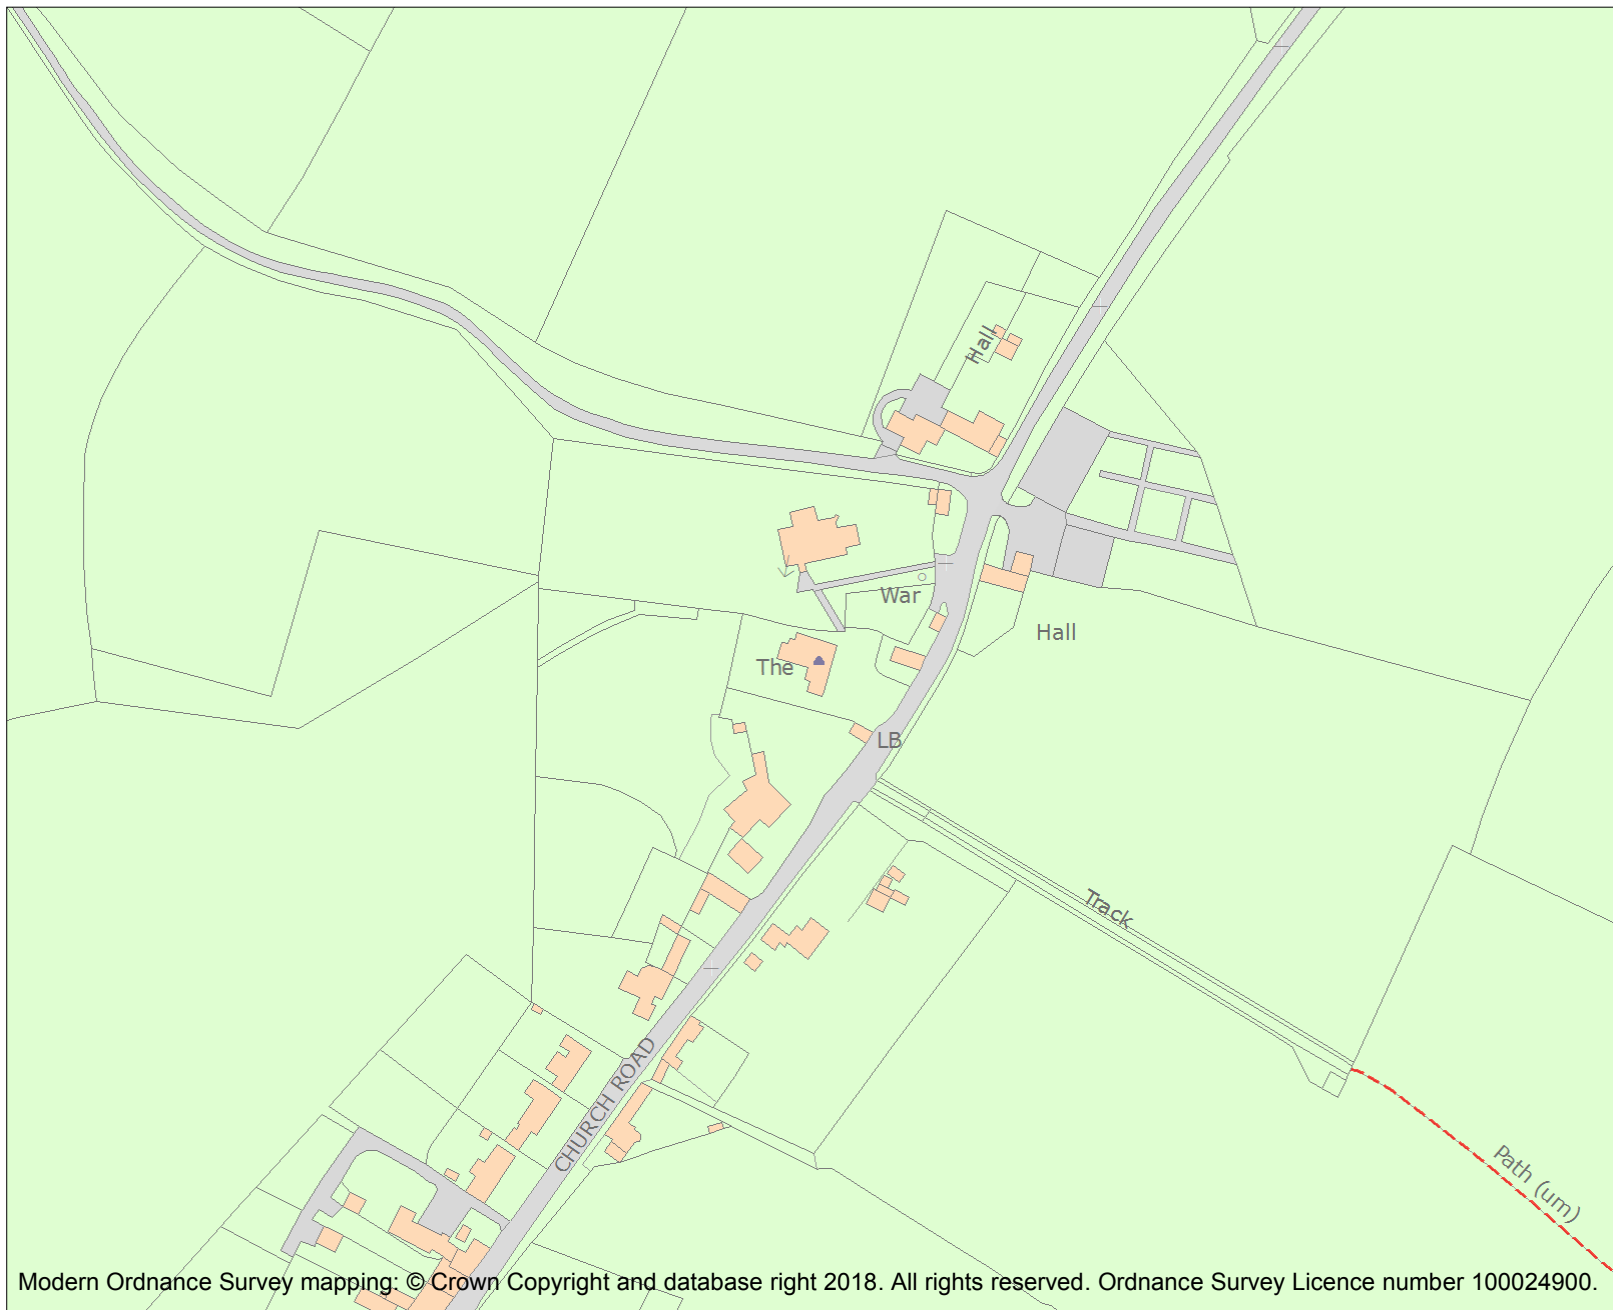 Hall
War
Hall
The
LB
Track
CHURCH ROAD
Path (um)
Modern Ordnance Survey mapping: © Crown Copyright and database right 2018. All rights reserved. Ordnance Survey Licence number 100024900.